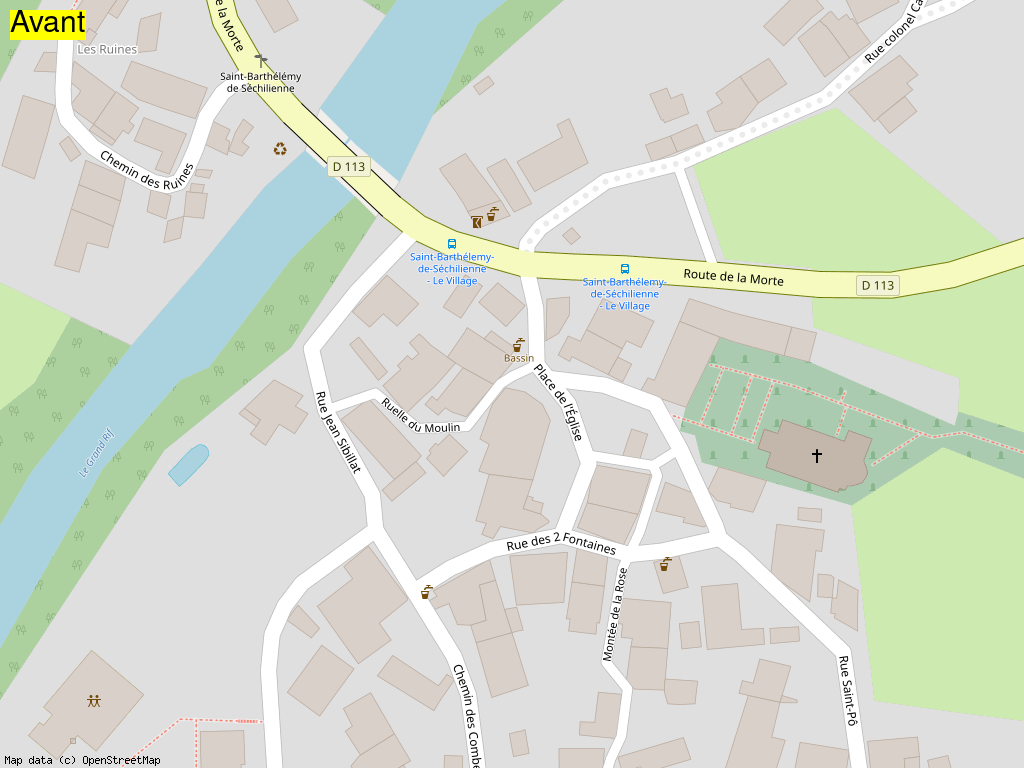 Avant
de la Morte
Les Ruines
Rue colonel Ca
Saint-Barthélémy
de Séchilienne
Chemin des Ruines
D 113
Saint-Barthélemy-
de-Séchilienne
- Le Village
Saint-Barthélemy-
de-Séchilienne
- Le Village
Route de la Morte
D 113
Bassin
Place de l'Église
Rue Jean Sibillat
Ruelle du Moulin
Le Grand Rif
Rue des 2 Fontaines
Montée de la Rose
Chemin des Combe
Rue Saint-Pô
Map data (c) OpenStreetMap